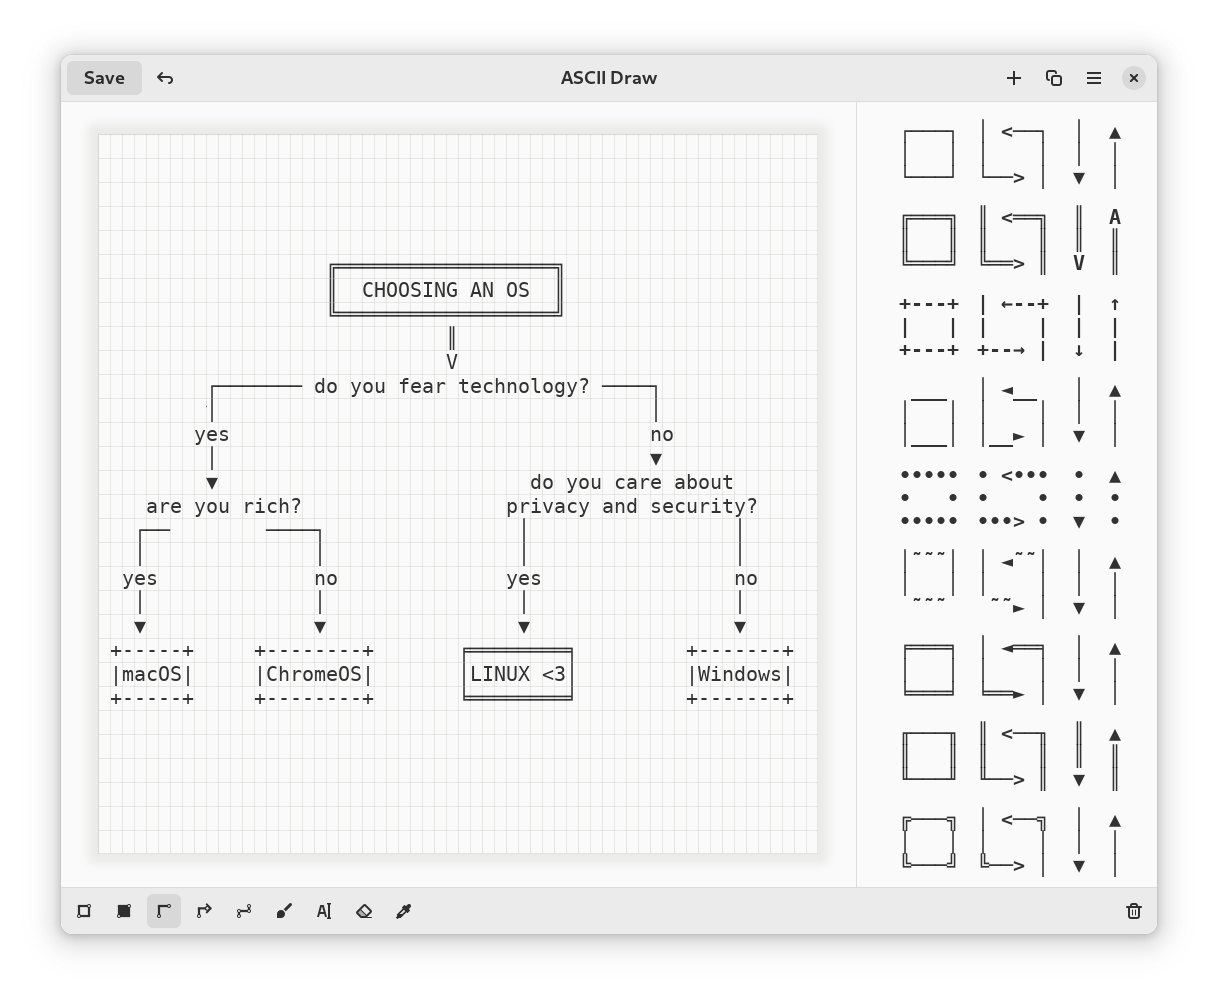 Save
ASCII Draw
CHOOSING AN OS
V
do you fear technology?
yes
no
do you care about
are you rich?
privacy and security?
yes
no
yes
no
macOS
ChromeOS
LINUX <3
Windows